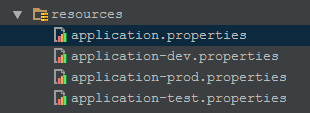 resources
application.properties
application-dev.properties
application-prod.properties
application-test.properties